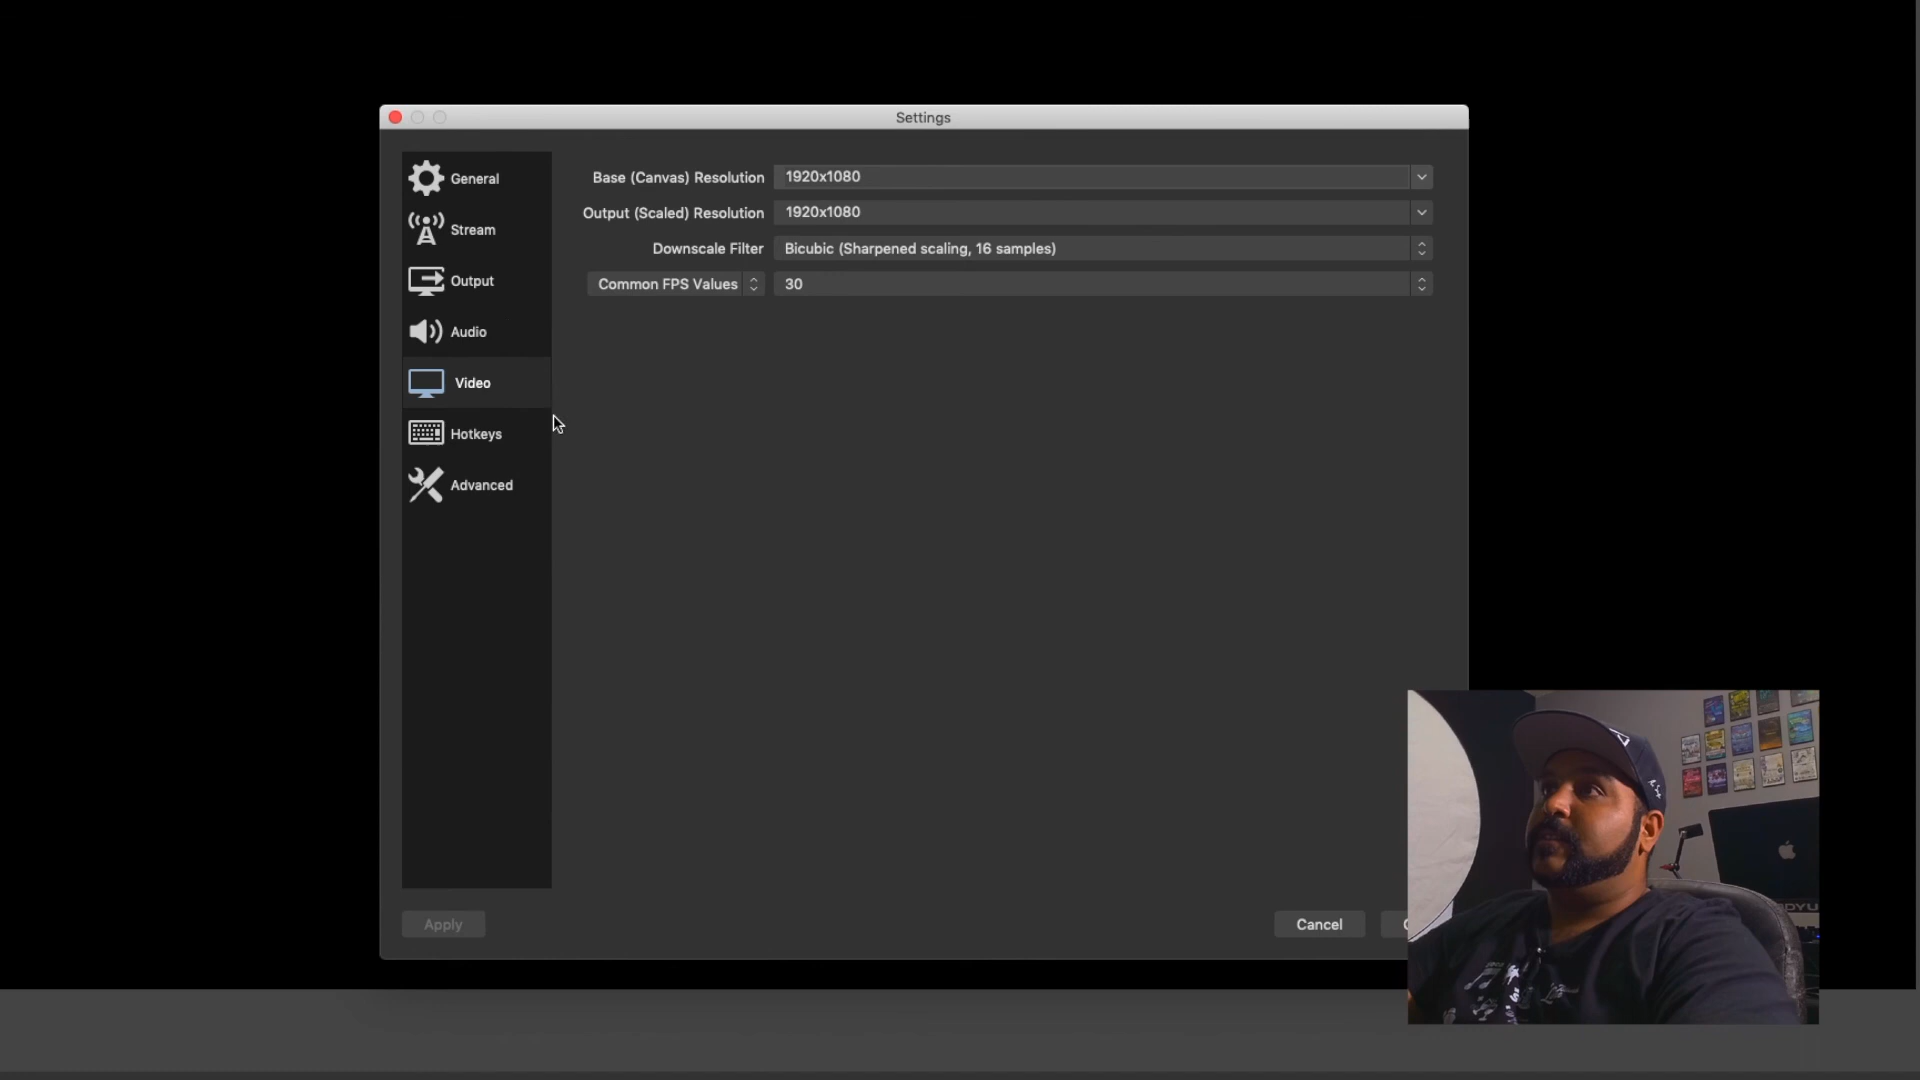 Settings
General
Stream
Output
Audio
Video
Hotkeys
Advanced
Base (Canvas) Resolution 1920x1080
Output (Scaled) Resolution 1920x1080
Downscale Filter Bicubic (Sharpened scaling, 16 samples)
Common FPS Values 30
Apply
Cancel